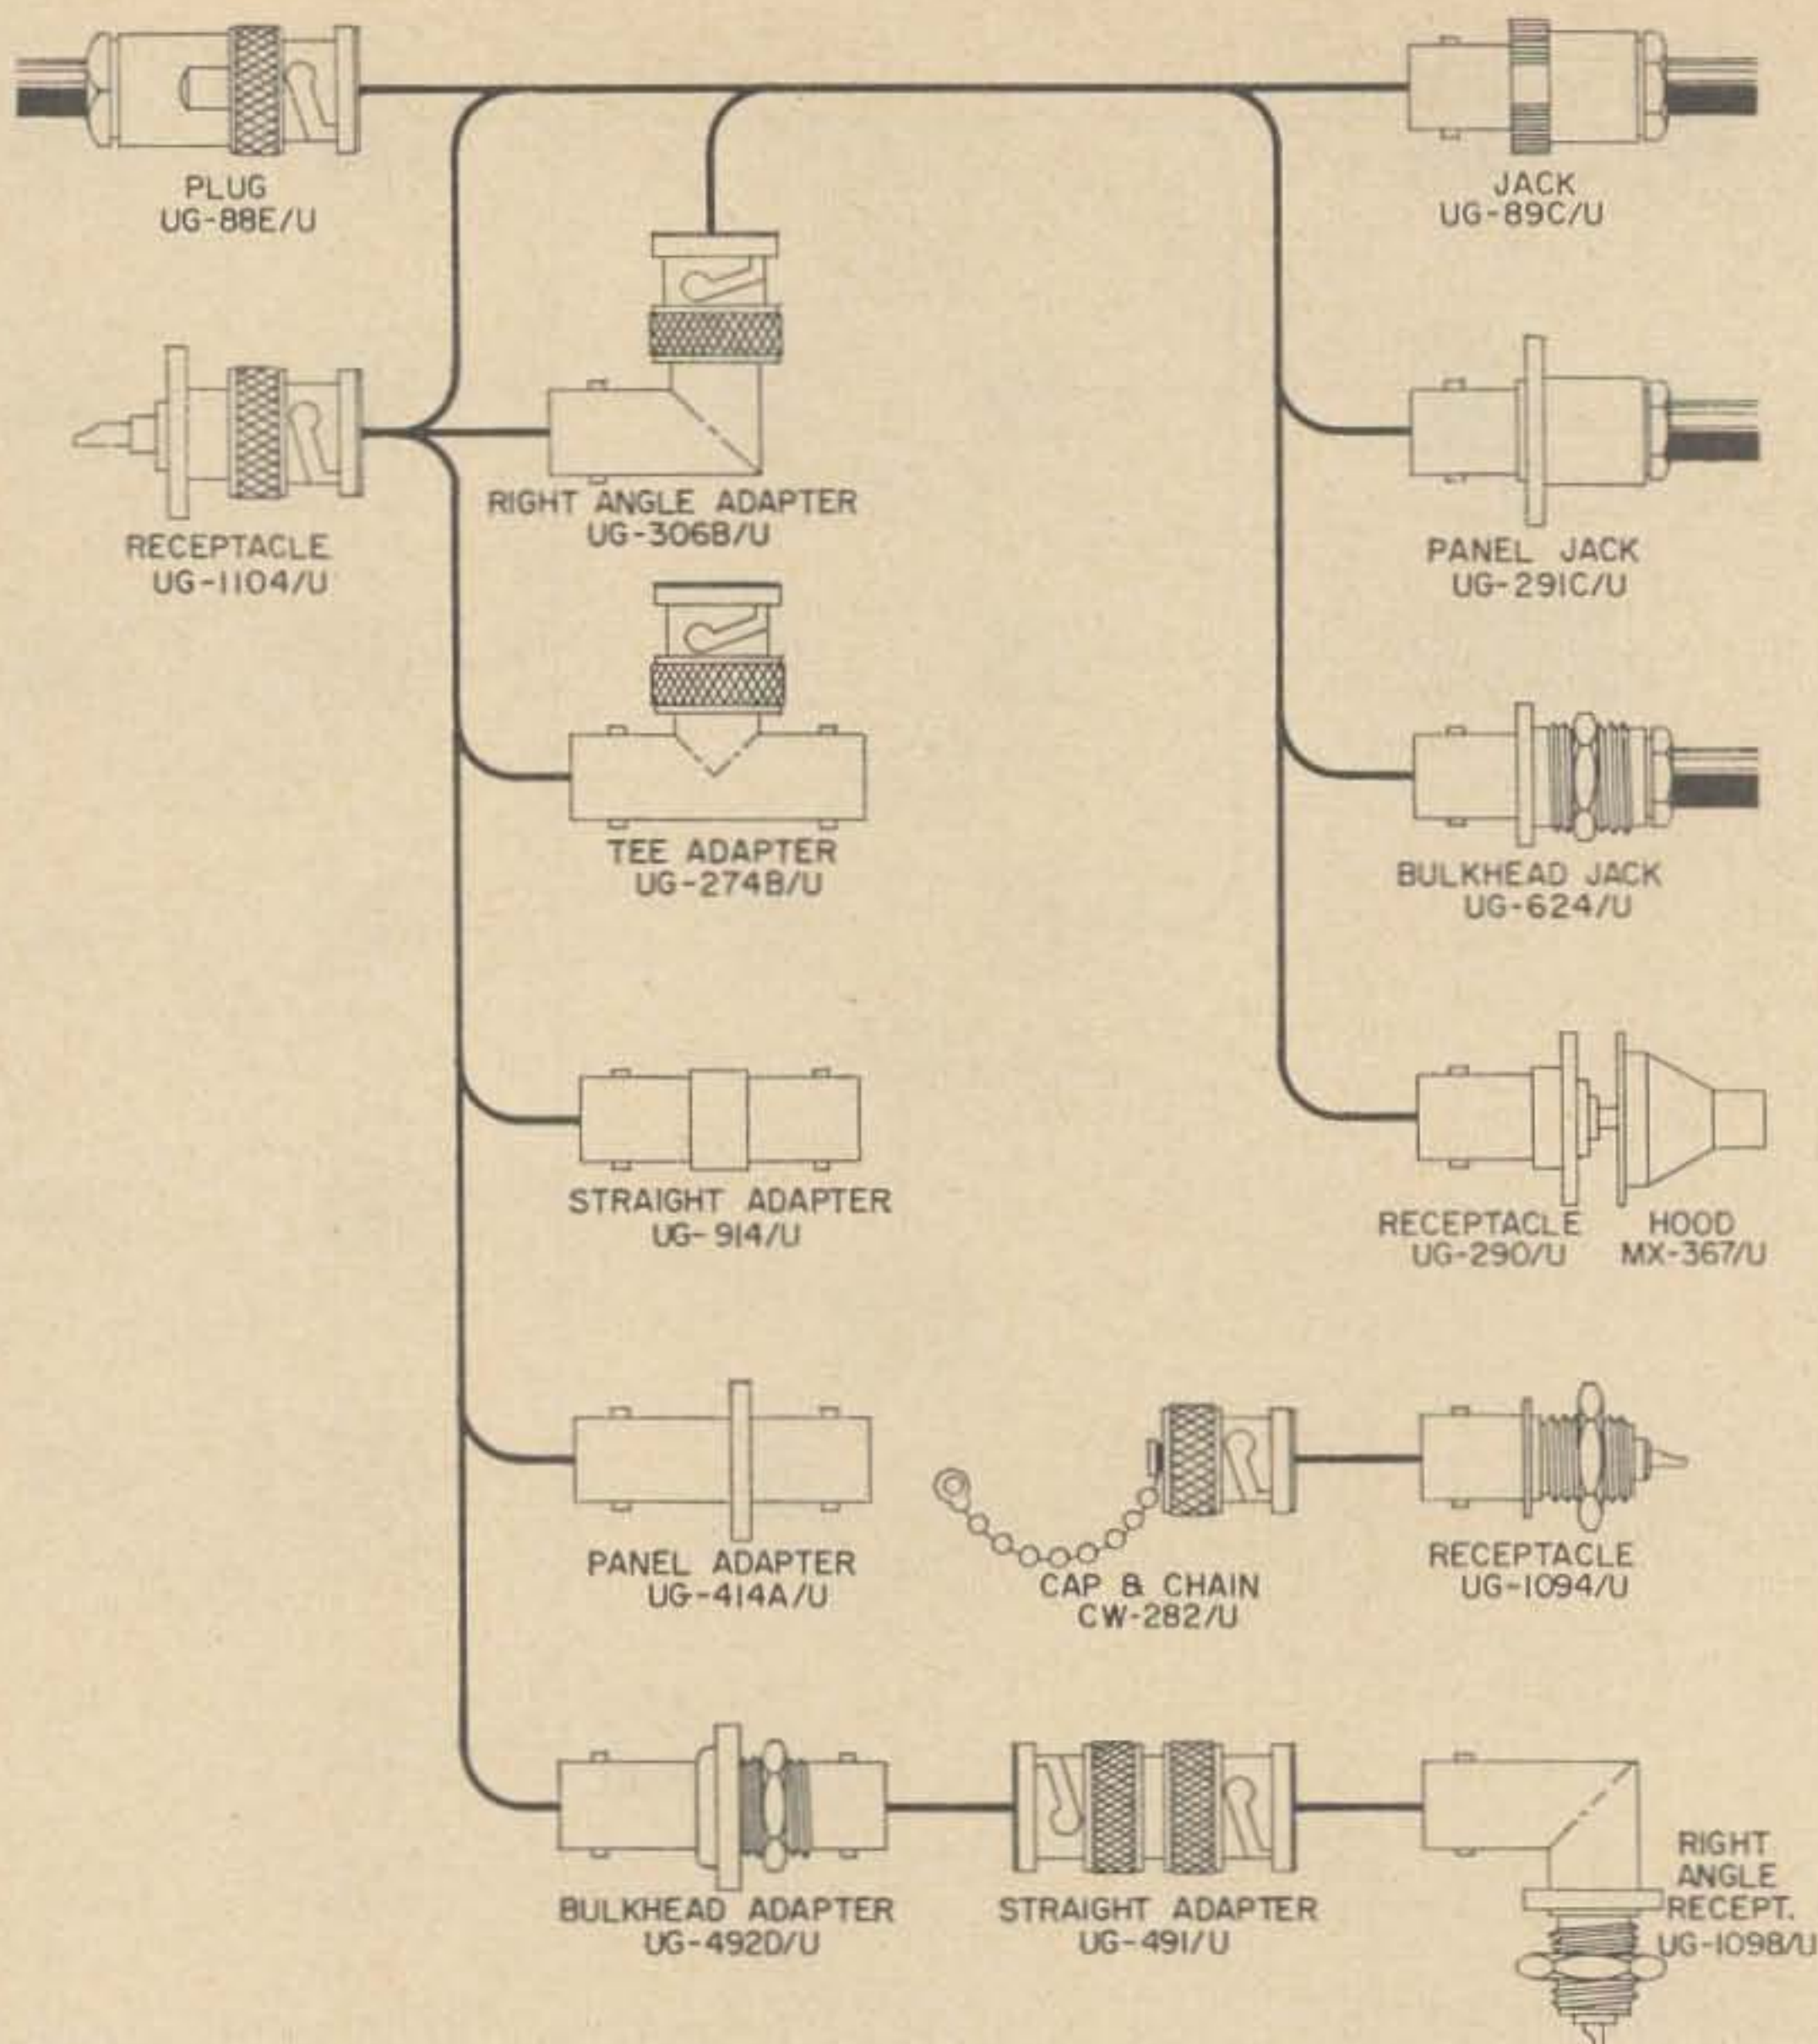 PLUG
UG-88E/U
JACK
UG-89C/U
RIGHT ANGLE ADAPTER
UG-306B/U
RECEPTACLE
UG-1104/U
PANEL JACK
UG-291C/U
TEE ADAPTER
UG-274B/U
BULKHEAD JACK
UG-624/U
STRAIGHT ADAPTER
UG-914/U
RECEPTACLE
UG-290/U
HOOD
MX-367/U
PANEL ADAPTER
UG-414A/U
CAP & CHAIN
CW-282/U
RECEPTACLE
UG-1094/U
BULKHEAD ADAPTER
UG-492D/U
STRAIGHT ADAPTER
UG-491/U
RIGHT
ANGLE
RECEPT.
UG-1098/U